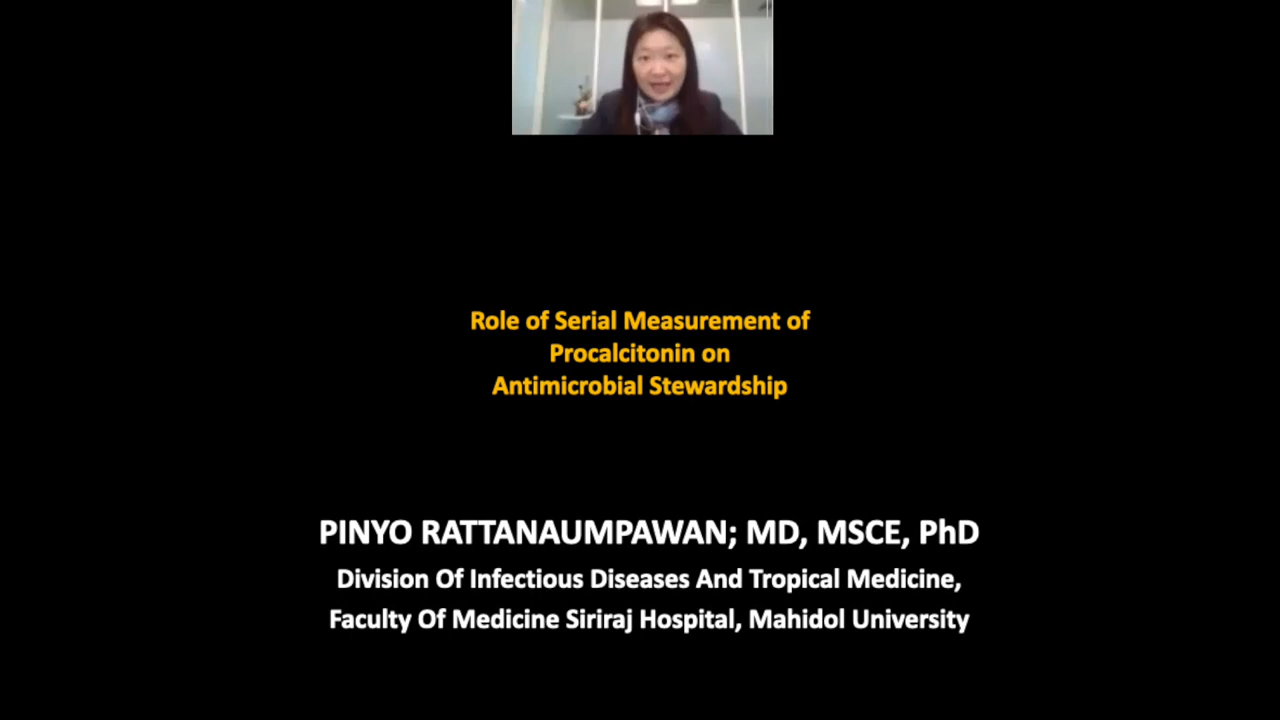 Role of Serial Measurement of
Procalcitonin on
Antimicrobial Stewardship
PINYO RATTANAUMPAWAN; MD, MSCE, PhD
Division Of Infectious Diseases And Tropical Medicine,
Faculty Of Medicine Siriraj Hospital, Mahidol University